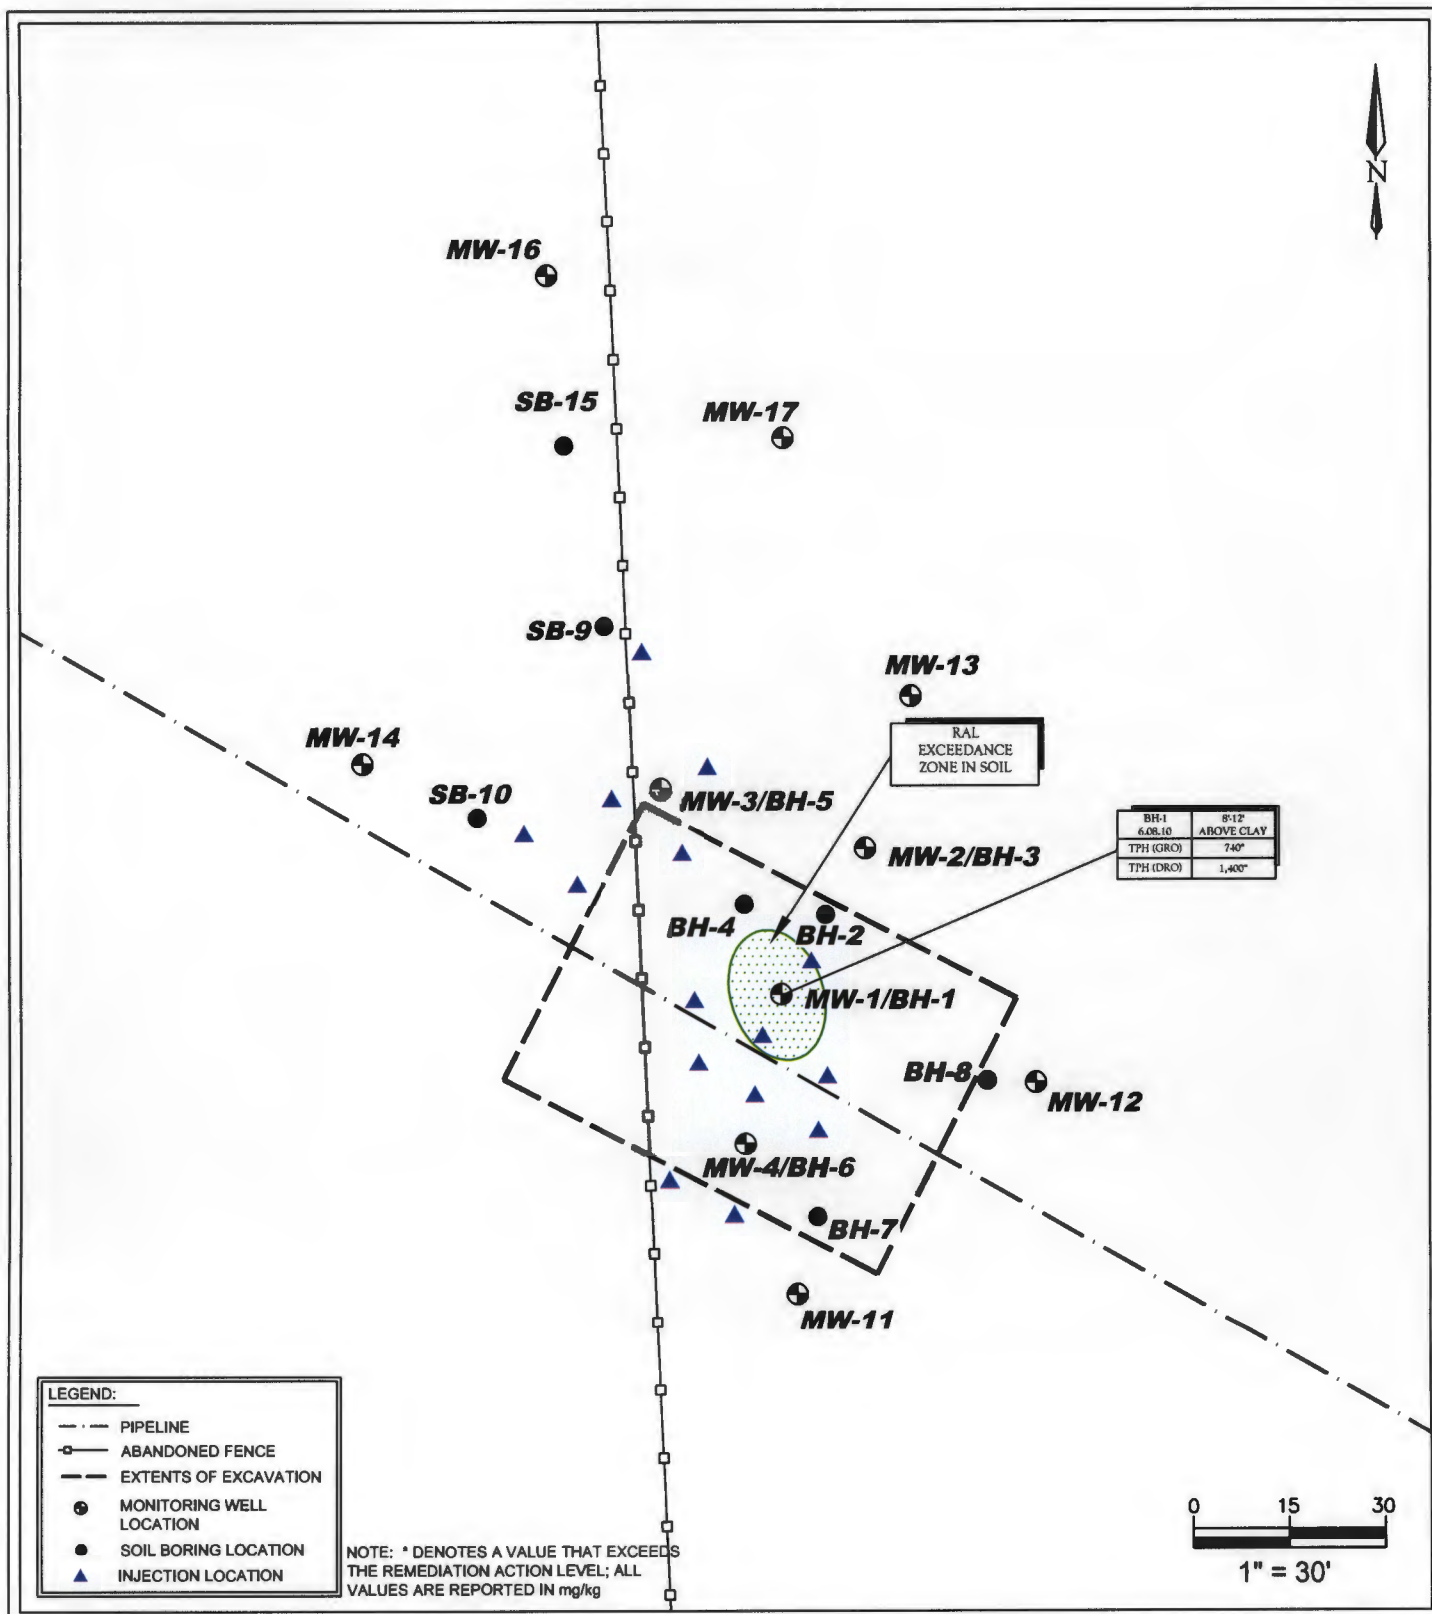 N
MW-16
SB-15
MW-17
SB-9
MW-13
MW-14
RAL
EXCEEDANCE
ZONE IN SOIL
SB-10
MW-3/BH-5
BH-1 8'-12'
6.08.10 ABOVE CLAY
TPH (GRO) 740*
TPH (DRO) 1,400*
MW-2/BH-3
BH-4
BH-2
MW-1/BH-1
BH-8
MW-12
MW-4/BH-6
BH-7
MW-11
LEGEND:
PIPELINE
ABANDONED FENCE
EXTENTS OF EXCAVATION
MONITORING WELL
LOCATION
SOIL BORING LOCATION
INJECTION LOCATION
NOTE: * DENOTES A VALUE THAT EXCEEDS
THE REMEDIATION ACTION LEVEL; ALL
VALUES ARE REPORTED IN mg/kg
0 15 30
1" = 30'